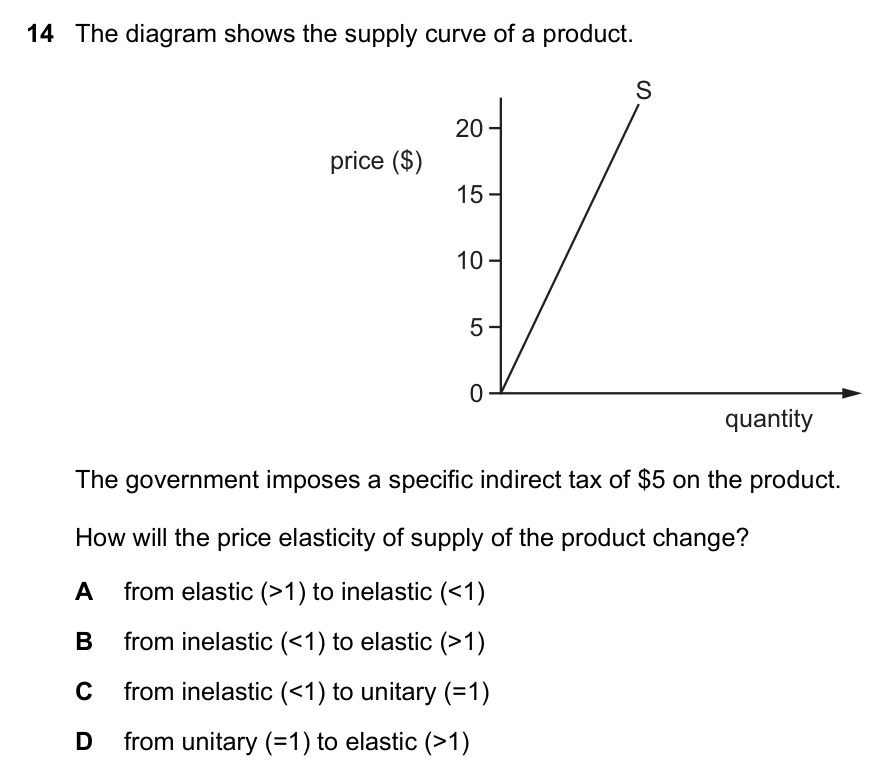 14 The diagram shows the supply curve of a product.
S
20
price ($)
15
10
5
0
quantity
The government imposes a specific indirect tax of $5 on the product.
How will the price elasticity of supply of the product change?
A from elastic (>1) to inelastic (<1)
B from inelastic (<1) to elastic (>1)
C from inelastic (<1) to unitary (=1)
D from unitary (=1) to elastic (>1)